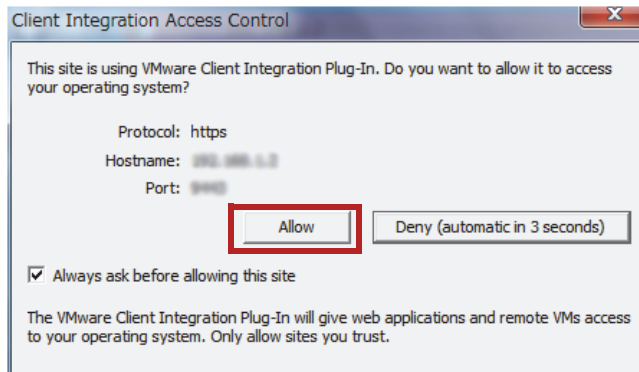 Client Integration Access Control
This site is using VMware Client Integration Plug-In. Do you want to allow it to access
your operating system?
Protocol: https
Hostname:
Port:
Allow
Deny (automatic in 3 seconds)
Always ask before allowing this site
The VMware Client Integration Plug-In will give web applications and remote VMs access
to your operating system. Only allow sites you trust.